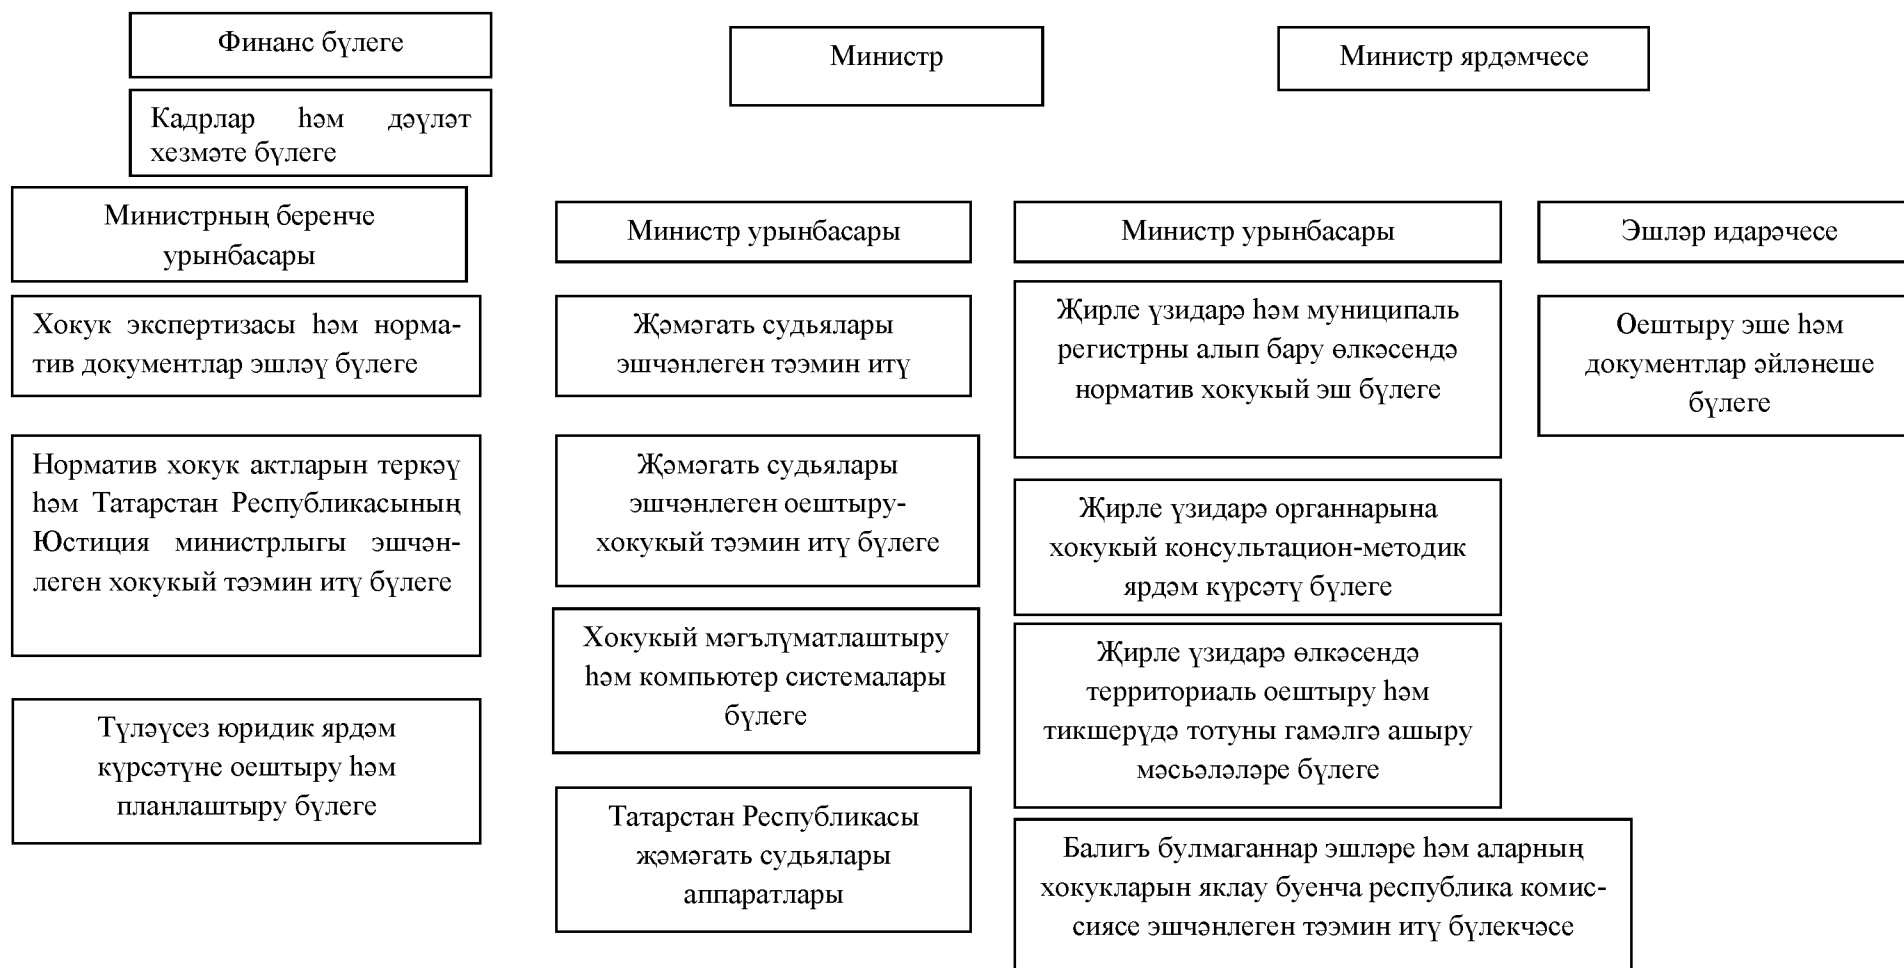 Финанс бүлеге
Кадрлар һәм дәүләт
хезмәте бүлеге
Министр
Министр ярдәмчесе
Министрның беренче
урынбасары
Хокук экспертизасы һәм норма-
тив документлар эшләү бүлеге
Норматив хокук актларын теркәү
һәм Татарстан Республикасының
Юстиция министрлыгы эшчән-
леген хокукый тәэмин итү бүлеге
Түләүсез юридик ярдәм
күрсәтүне оештыру һәм
планлаштыру бүлеге
Министр урынбасары
Җәмәгать судьялары
эшчәнлеген тәэмин итү
Җәмәгать судьялары
эшчәнлеген оештыру-
хокукый тәэмин итү бүлеге
Хокукый мәгълүматлаштыру
һәм компьютер системалары
бүлеге
Татарстан Республикасы
җәмәгать судьялары
аппаратлары
Министр урынбасары
Җирле үзидарә һәм муниципаль
регистрны алып бару өлкәсендә
норматив хокукый эш бүлеге
Җирле үзидарә органнарына
хокукый консультацион-методик
ярдәм күрсәтү бүлеге
Җирле үзидарә өлкәсендә
территориаль оештыру һәм
тикшерүдә тотуны гамәлгә ашыру
мәсьәләләре бүлеге
Балигъ булмаганнар эшләре һәм аларның
хокукларын яклау буенча республика комис-
сиясе эшчәнлеген тәэмин итү бүлекчәсе
Эшләр идарәчесе
Оештыру эше һәм
документлар әйләнеше
бүлеге